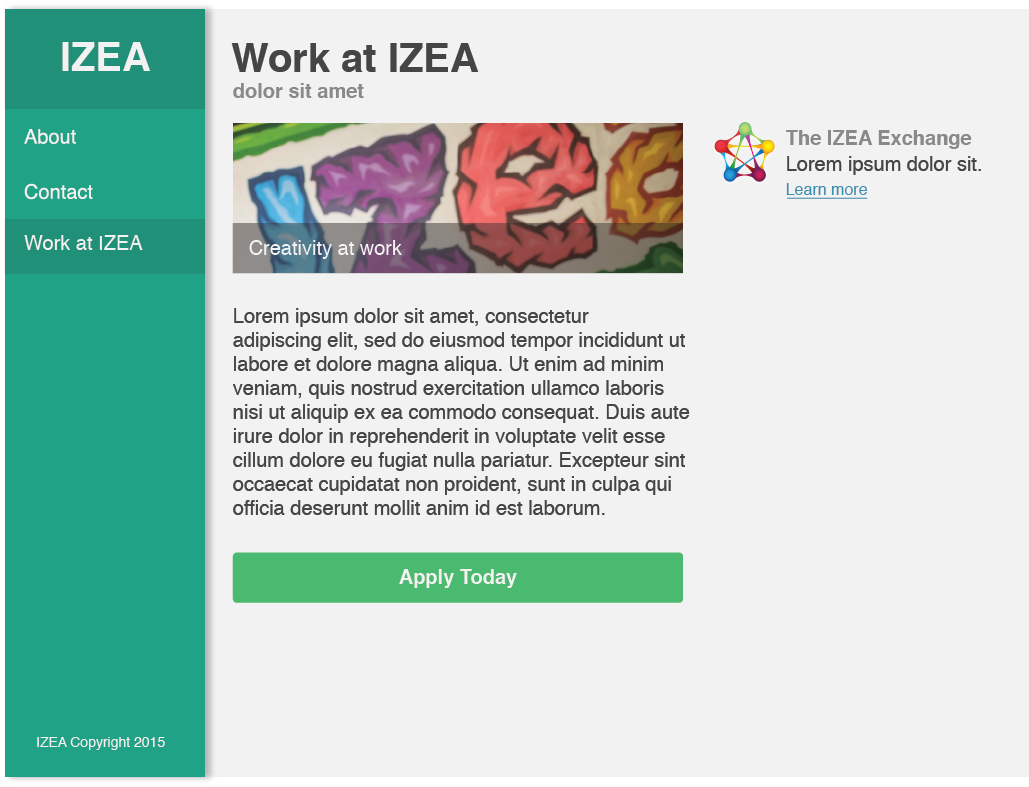 IZEA
About
Contact
Work at IZEA
IZEA Copyright 2015
Work at IZEA
dolor sit amet
Creativity at work
Lorem ipsum dolor sit amet, consectetur
adipiscing elit, sed do eiusmod tempor incididunt ut
labore et dolore magna aliqua. Ut enim ad minim
veniam, quis nostrud exercitation ullamco laboris
nisi ut aliquip ex ea commodo consequat. Duis aute
irure dolor in reprehenderit in voluptate velit esse
cillum dolore eu fugiat nulla pariatur. Excepteur sint
occaecat cupidatat non proident, sunt in culpa qui
officia deserunt mollit anim id est laborum.
Apply Today
The IZEA Exchange
Lorem ipsum dolor sit.
Learn more